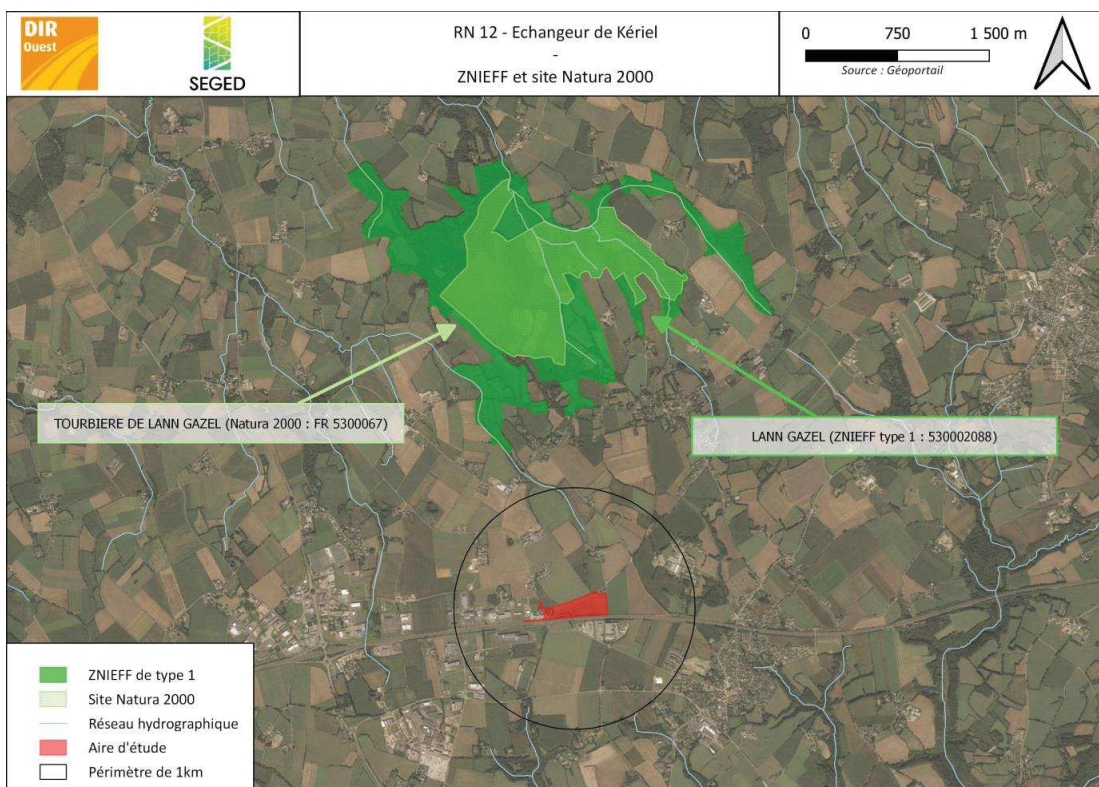 DIR
Ouest
SEGED
RN 12 - Echangeur de Kériel
-
ZNIEFF et site Natura 2000
0 750 1 500 m
Source : Géoportail
TOURBIERE DE LANN GAZEL (Natura 2000 : FR 5300067)
LANN GAZEL (ZNIEFF type 1 : 530002088)
ZNIEFF de type 1
Site Natura 2000
Réseau hydrographique
Aire d'étude
Périmètre de 1km